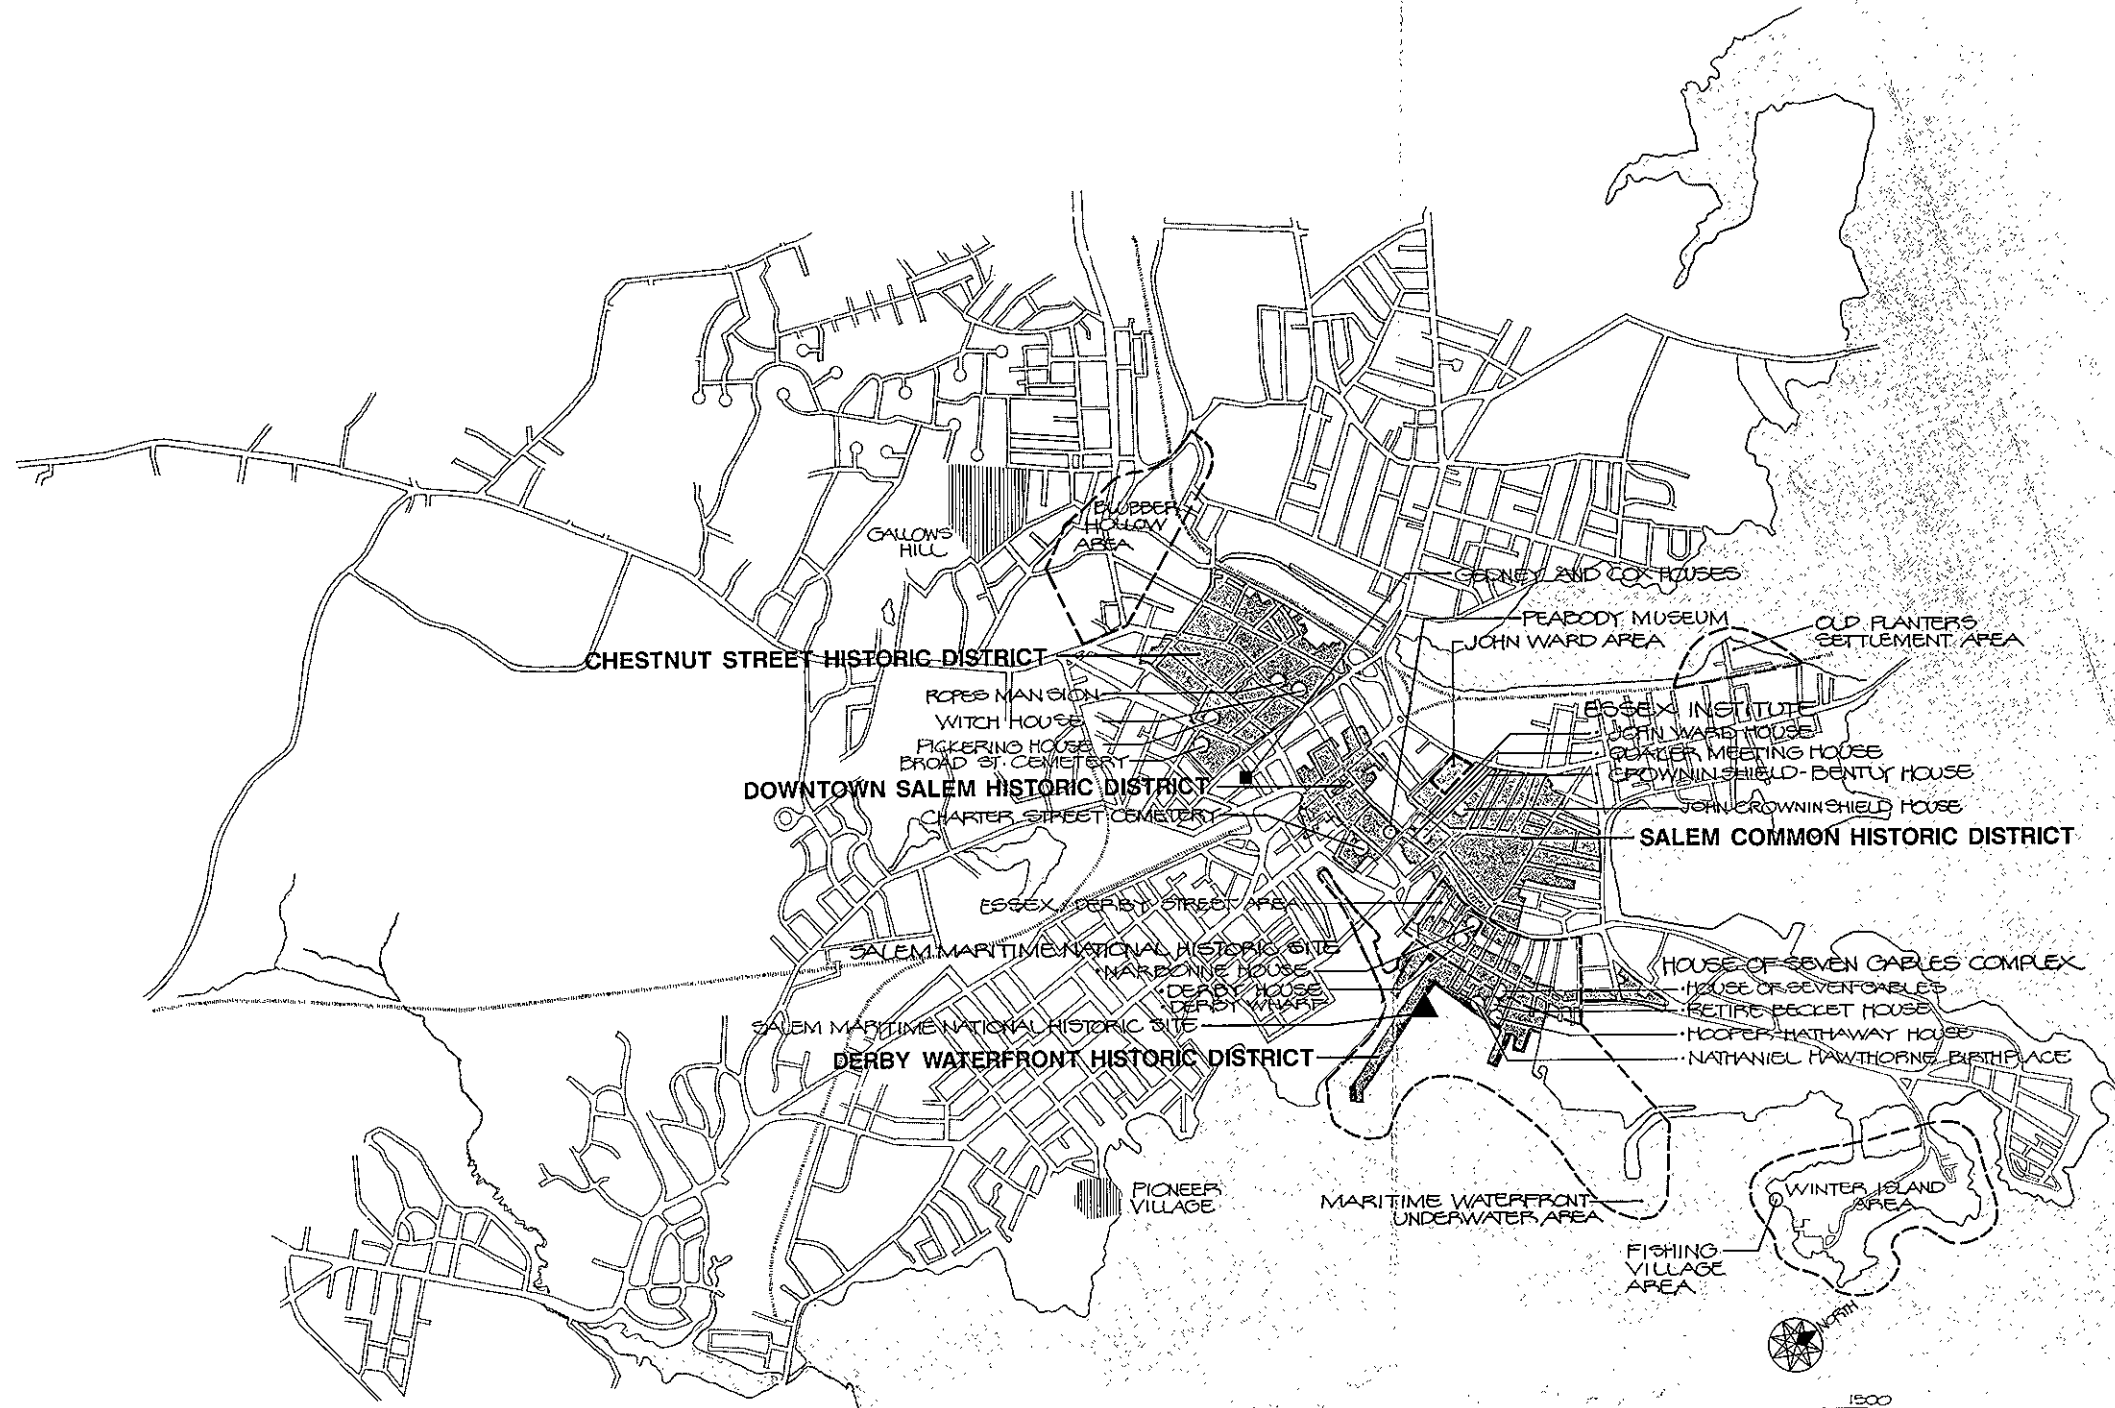 GALLOWS
HILL
BLUBBER
HOLLOW
AREA
GEDNEY AND COX HOUSES
PEABODY MUSEUM
JOHN WARD AREA
OLD PLANTERS
SETTLEMENT AREA
CHESTNUT STREET HISTORIC DISTRICT
ROPES MANSION
WITCH HOUSE
PICKERING HOUSE
BROAD ST. CEMETERY
DOWNTOWN SALEM HISTORIC DISTRICT
CHARTER STREET CEMETERY
ESSEX INSTITUTE
• JOHN WARD HOUSE
• QUAKER MEETING HOUSE
• CROWNINSHIELD-BENTLY HOUSE
• JOHN CROWNINSHIELD HOUSE
SALEM COMMON HISTORIC DISTRICT
ESSEX / DERBY STREET AREA
SALEM MARITIME NATIONAL HISTORIC SITE
• NARBONNE HOUSE
• DERBY HOUSE
• DERBY WHARF
SALEM MARITIME NATIONAL HISTORIC SITE
DERBY WATERFRONT HISTORIC DISTRICT
HOUSE OF SEVEN GABLES COMPLEX
• HOUSE OF SEVEN GABLES
• RETIRE BECKET HOUSE
• HOOPER HATHAWAY HOUSE
• NATHANIEL HAWTHORNE BIRTHPLACE
PIONEER
VILLAGE
MARITIME WATERFRONT
UNDERWATER AREA
WINTER ISLAND
AREA
FISHING
VILLAGE
AREA
NORTH
1500